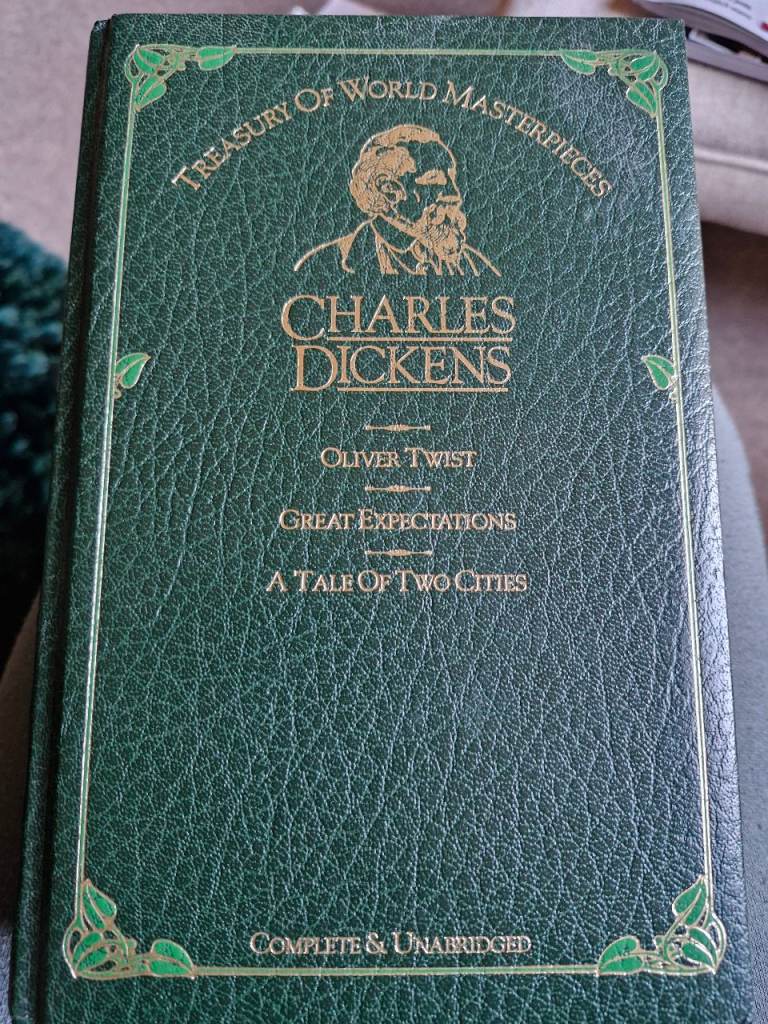 Treasury Of World Masterpieces
Charles
Dickens
Oliver Twist
Great Expectations
A Tale Of Two Cities
Complete & Unabridged